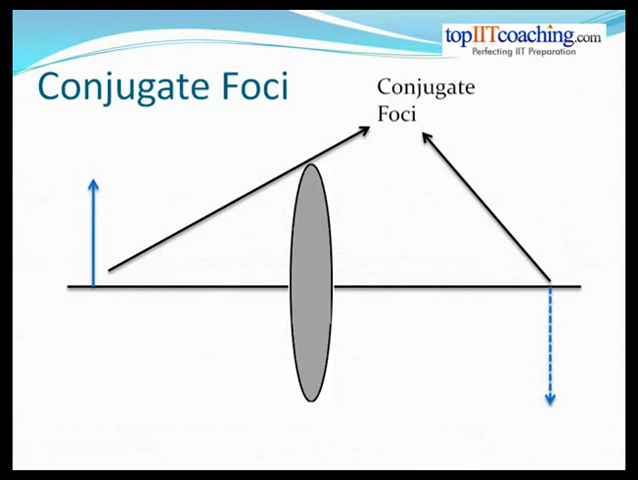 topIITcoaching.com
Perfecting IIT Preparation
Conjugate Foci
Conjugate
Foci